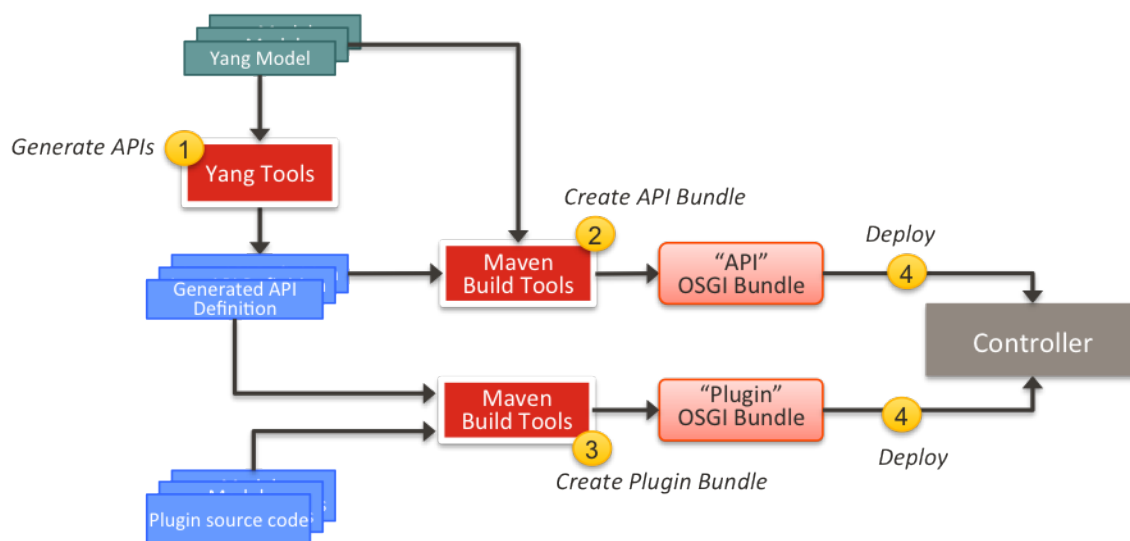 Yang Model
Generate APIs
1
Yang Tools
Create API Bundle
2
Maven
Build Tools
“API”
OSGI Bundle
Deploy
4
Generated API
Definition
Controller
Maven
Build Tools
“Plugin”
OSGI Bundle
4
3
Deploy
Create Plugin Bundle
Plugin source code